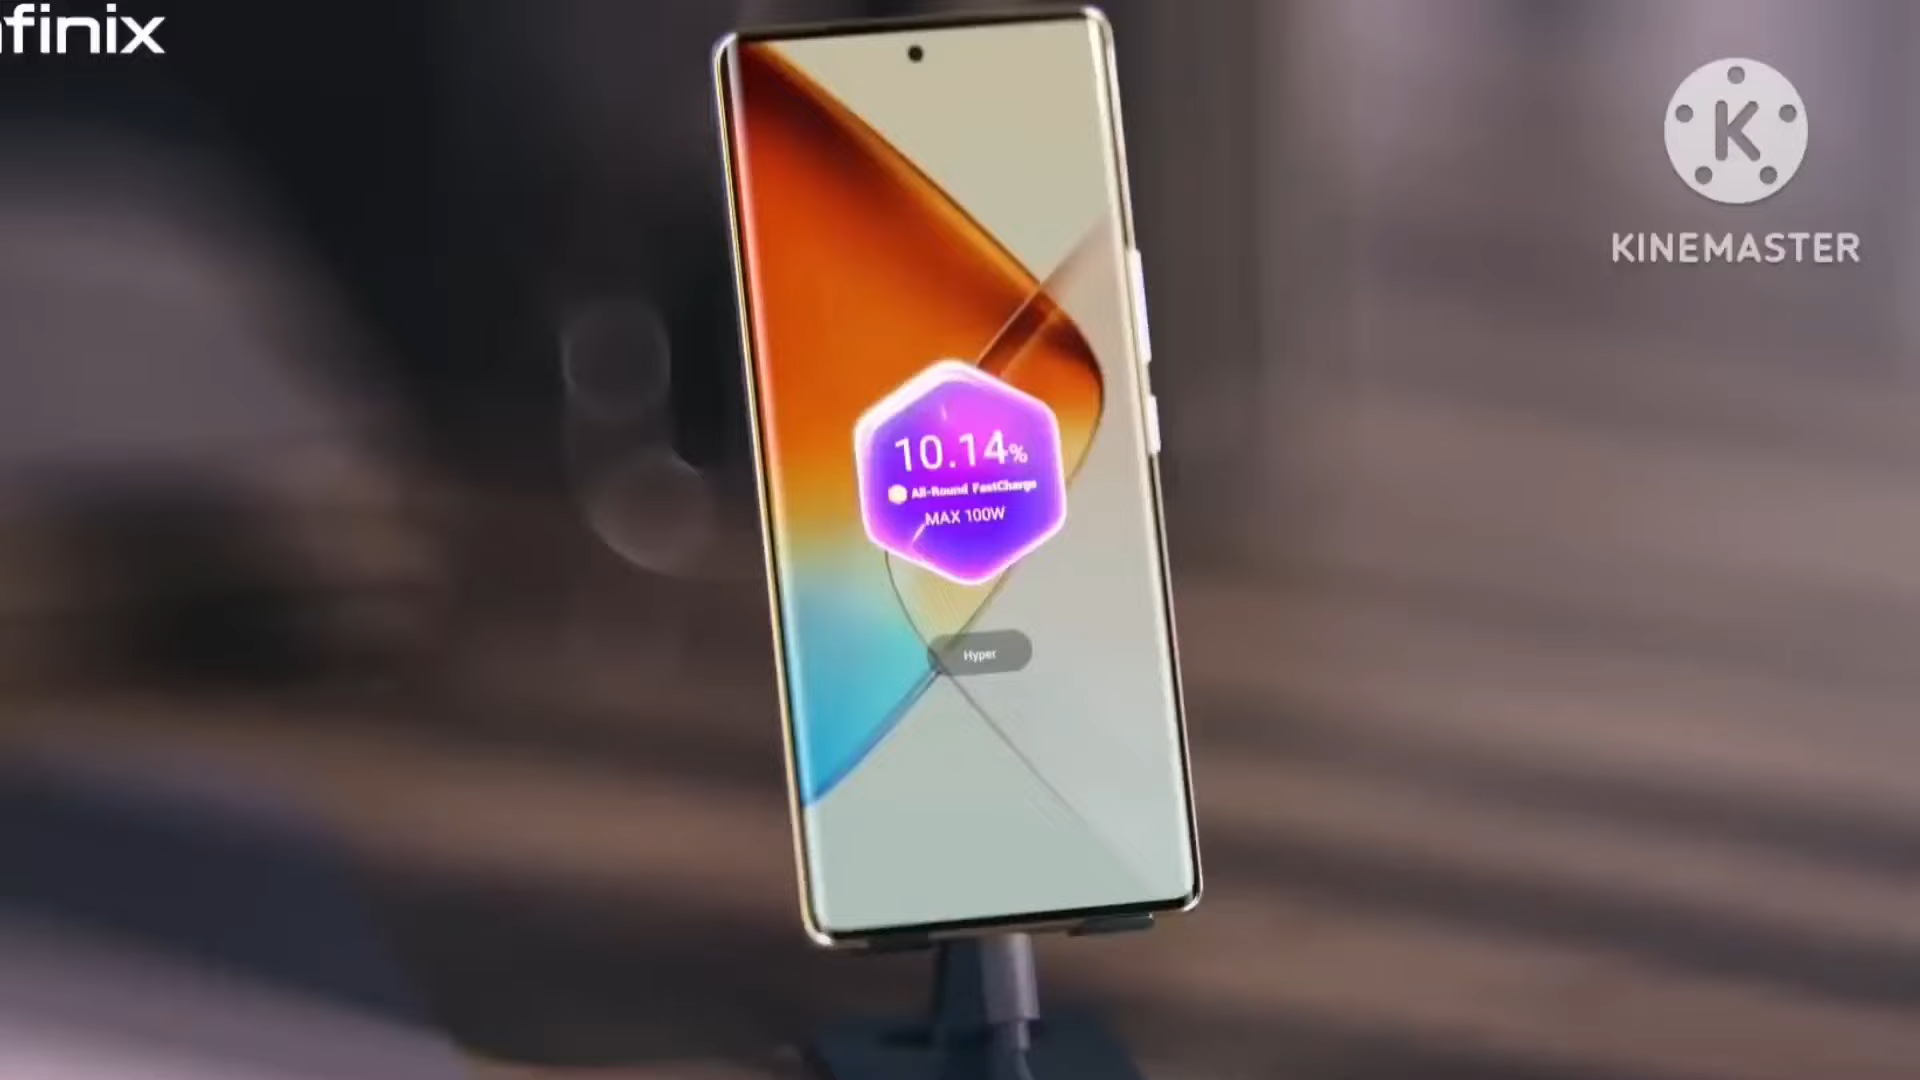 finix
KINEMASTER
10.14%
All-Round FastCharge
MAX 100W
Hyper